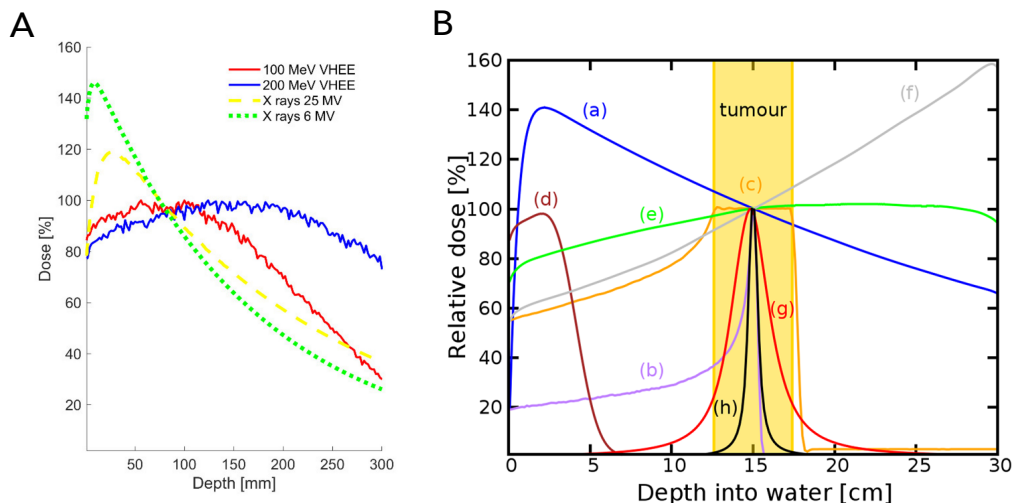 A
160
140
120
100
80
60
40
20
Dose [%]
50
100
150
200
250
300
Depth [mm]
100 MeV VHEE
200 MeV VHEE
X rays 25 MV
X rays 6 MV
B
160
140
120
100
80
60
40
20
Relative dose [%]
0
5
10
15
20
25
30
Depth into water [cm]
tumour
(a)
(f)
(c)
(d)
(e)
(g)
(b)
(h)